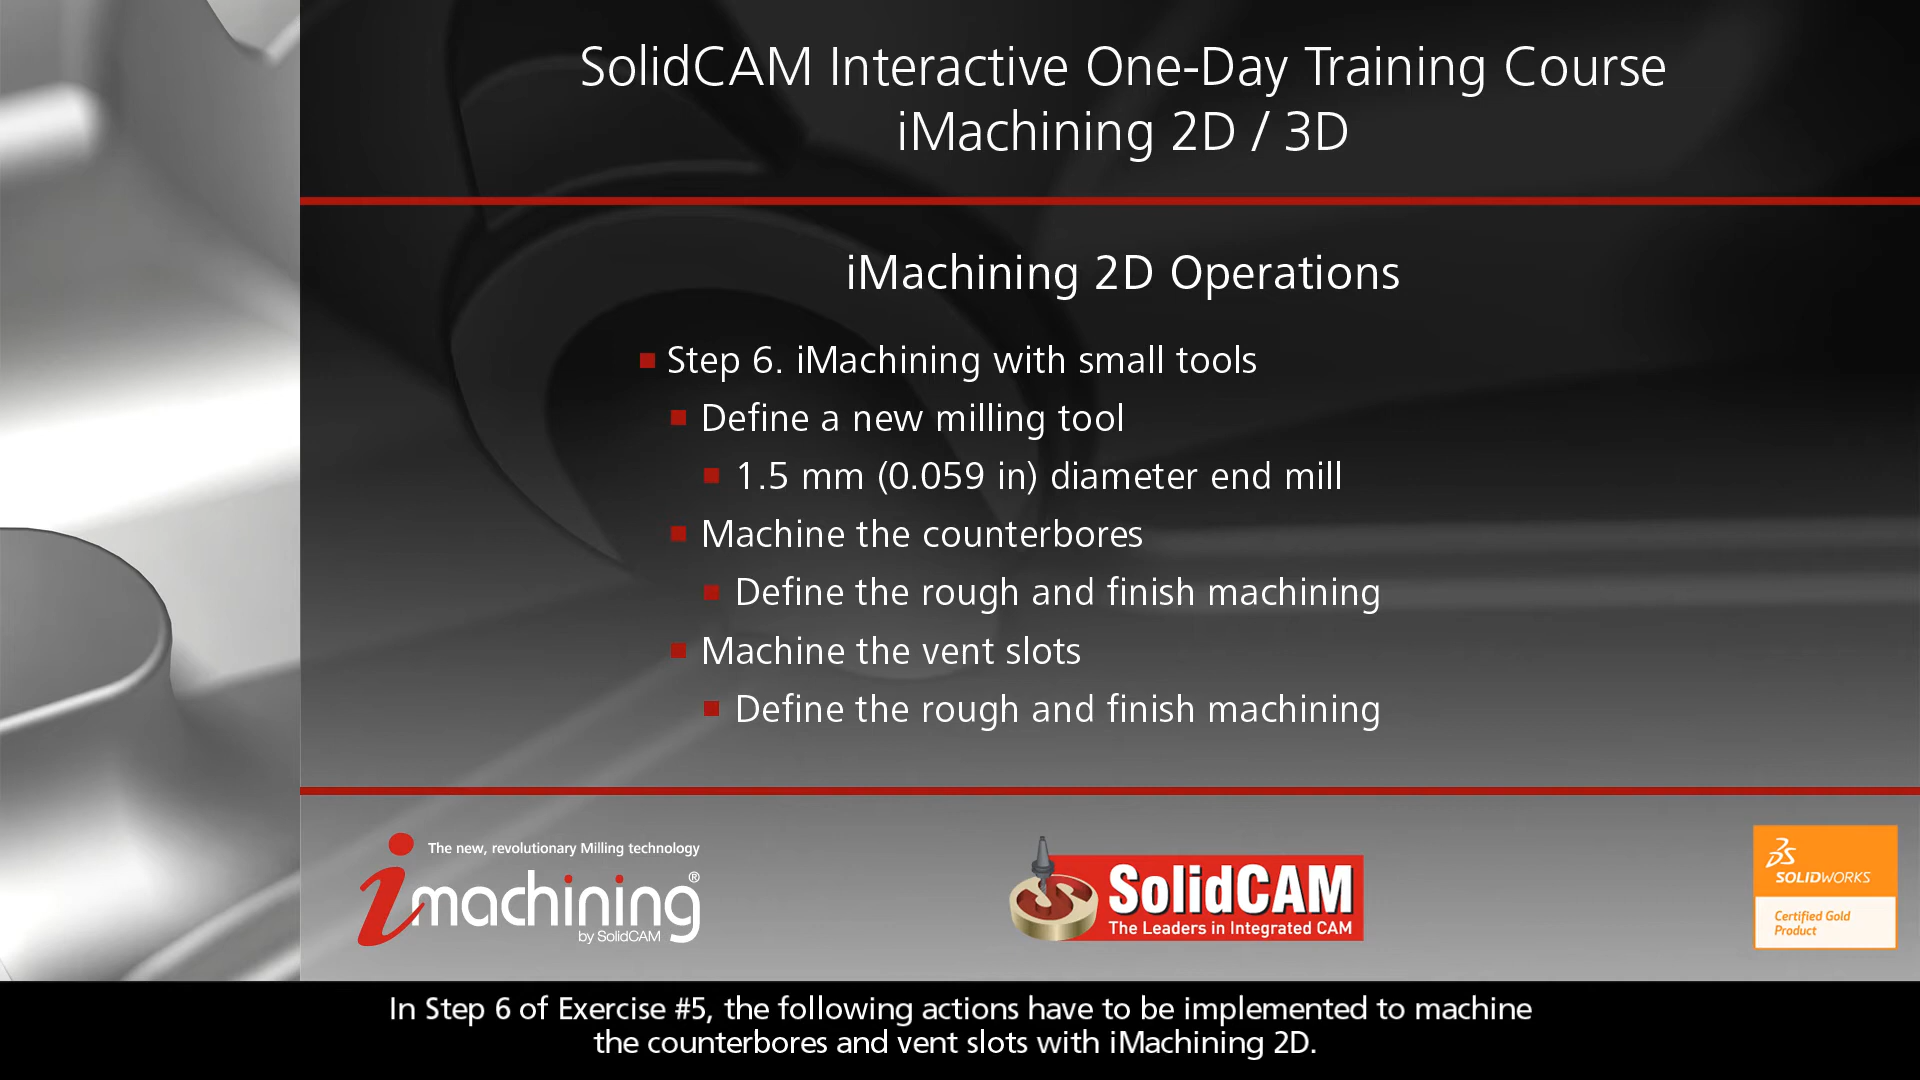 SolidCAM Interactive One-Day Training Course
iMachining 2D / 3D
iMachining 2D Operations
Step 6. iMachining with small tools
Define a new milling tool
1.5 mm (0.059 in) diameter end mill
Machine the counterbores
Define the rough and finish machining
Machine the vent slots
Define the rough and finish machining
The new, revolutionary Milling technology
imachining®
by SolidCAM
SolidCAM
The Leaders in Integrated CAM
SOLIDWORKS
Certified Gold
Product
In Step 6 of Exercise #5, the following actions have to be implemented to machine
the counterbores and vent slots with iMachining 2D.